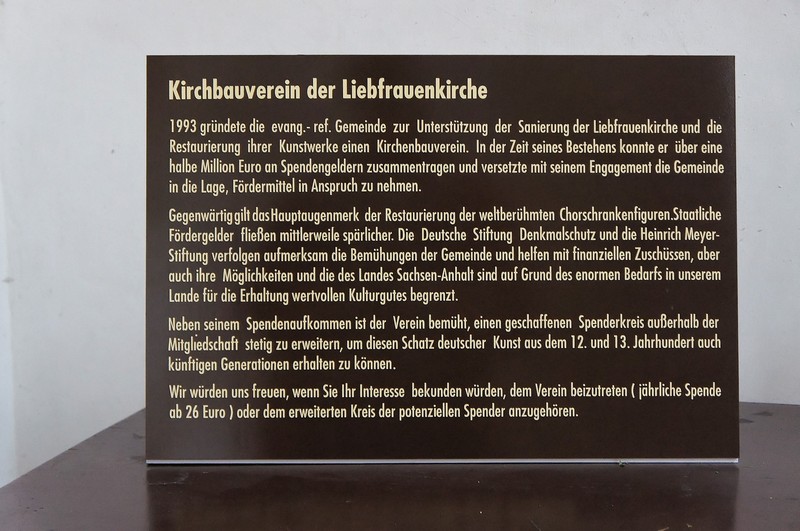 Kirchbauverein der Liebfrauenkirche
1993 gründete die evang.- ref. Gemeinde zur Unterstützung der Sanierung der Liebfrauenkirche und die
Restaurierung ihrer Kunstwerke einen Kirchenbauverein. In der Zeit seines Bestehens konnte er über eine
halbe Million Euro an Spendengeldern zusammentragen und versetzte mit seinem Engagement die Gemeinde
in die Lage, Fördermittel in Anspruch zu nehmen.
Gegenwärtig gilt das Hauptaugenmerk der Restaurierung der weltberühmten Chorschrankenfiguren.Staatliche
Fördergelder fließen mittlerweile spärlicher. Die Deutsche Stiftung Denkmalschutz und die Heinrich Meyer-
Stiftung verfolgen aufmerksam die Bemühungen der Gemeinde und helfen mit finanziellen Zuschüssen, aber
auch ihre Möglichkeiten und die des Landes Sachsen-Anhalt sind auf Grund des enormen Bedarfs in unserem
Lande für die Erhaltung wertvollen Kulturgutes begrenzt.
Neben seinem Spendenaufkommen ist der Verein bemüht, einen geschaffenen Spenderkreis außerhalb der
Mitgliedschaft stetig zu erweitern, um diesen Schatz deutscher Kunst aus dem 12. und 13. Jahrhundert auch
künftigen Generationen erhalten zu können.
Wir würden uns freuen, wenn Sie Ihr Interesse bekunden würden, dem Verein beizutreten ( jährliche Spende
ab 26 Euro ) oder dem erweiterten Kreis der potenziellen Spender anzugehören.